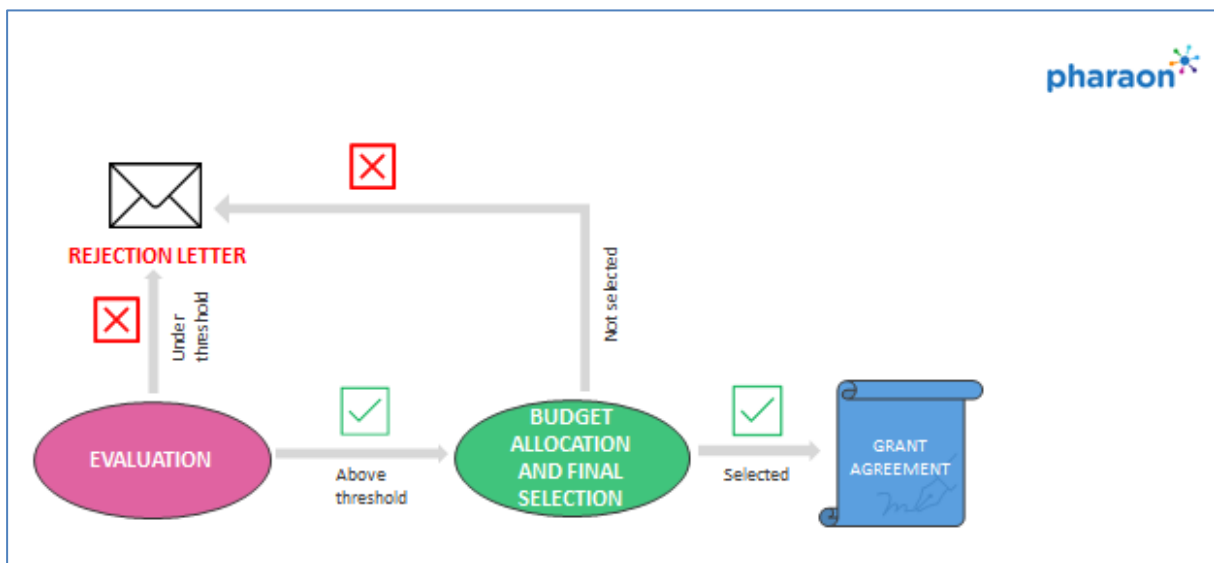 pharaon
REJECTION LETTER
Under
threshold
Not selected
EVALUATION
Above
threshold
BUDGET
ALLOCATION
AND FINAL
SELECTION
Selected
GRANT
AGREEMENT